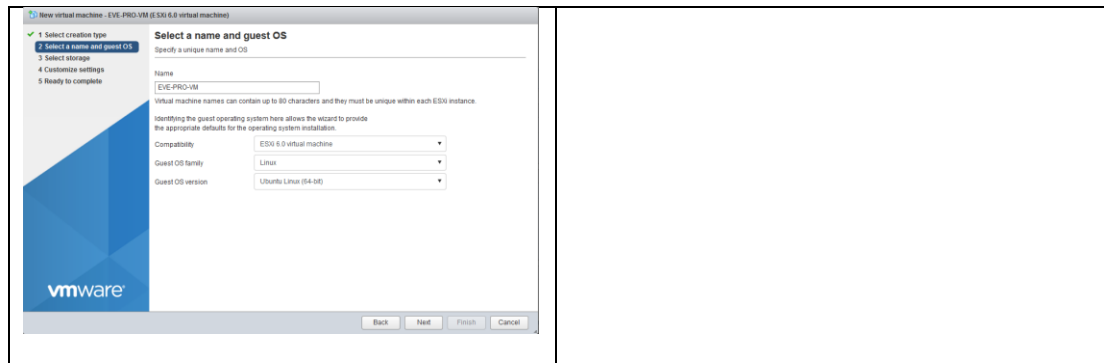 New virtual machine - EVE-PRO-VM (ESXi 6.0 virtual machine)
1 Select creation type
2 Select a name and guest OS
3 Select storage
4 Customize settings
5 Ready to complete
Select a name and guest OS
Specify a unique name and OS
Name
EVE-PRO-VM
Virtual machine names can contain up to 80 characters and they must be unique within each ESXi instance.
Identifying the guest operating system here allows the wizard to provide
the appropriate defaults for the operating system installation.
Compatibility
ESXi 6.0 virtual machine
Guest OS family
Linux
Guest OS version
Ubuntu Linux (64-bit)
vmware
Back Next Finish Cancel